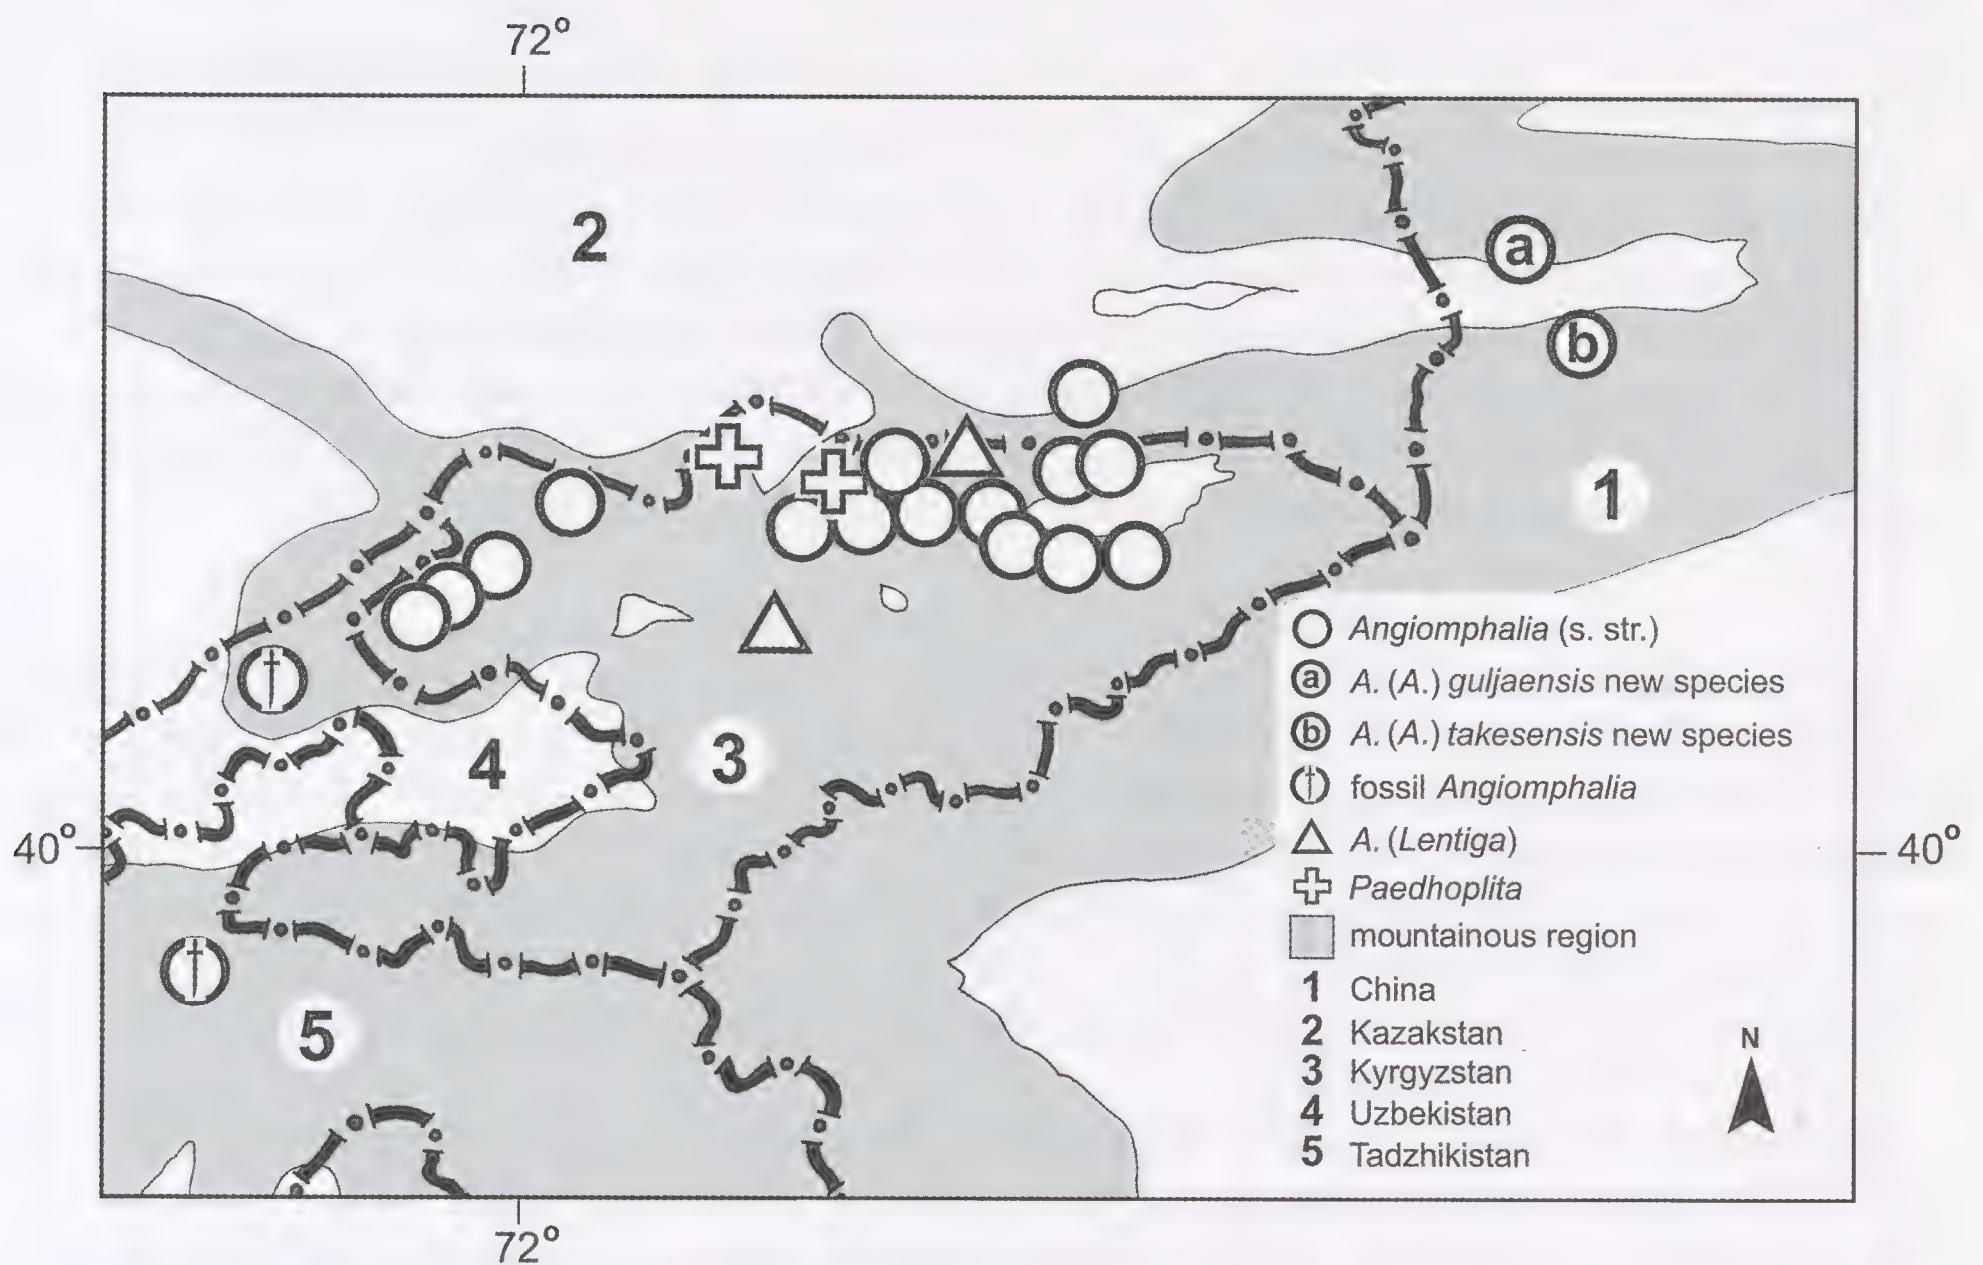 72°
2
a
b
1
3
4
40°
40°
5
72°
Angiomphalia (s. str.)
a A. (A.) guljaensis new species
b A. (A.) takesensis new species
† fossil Angiomphalia
A. (Lentiga)
Paedhoplita
mountainous region
1 China
2 Kazakstan
3 Kyrgyzstan
4 Uzbekistan
5 Tadzhikistan
N